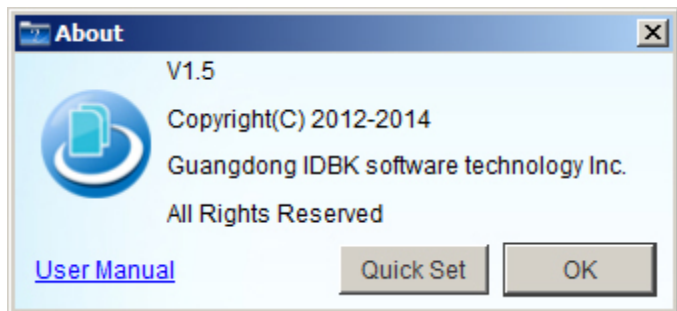 About
V1.5
Copyright(C) 2012-2014
Guangdong IDBK software technology Inc.
All Rights Reserved
User Manual
Quick Set
OK